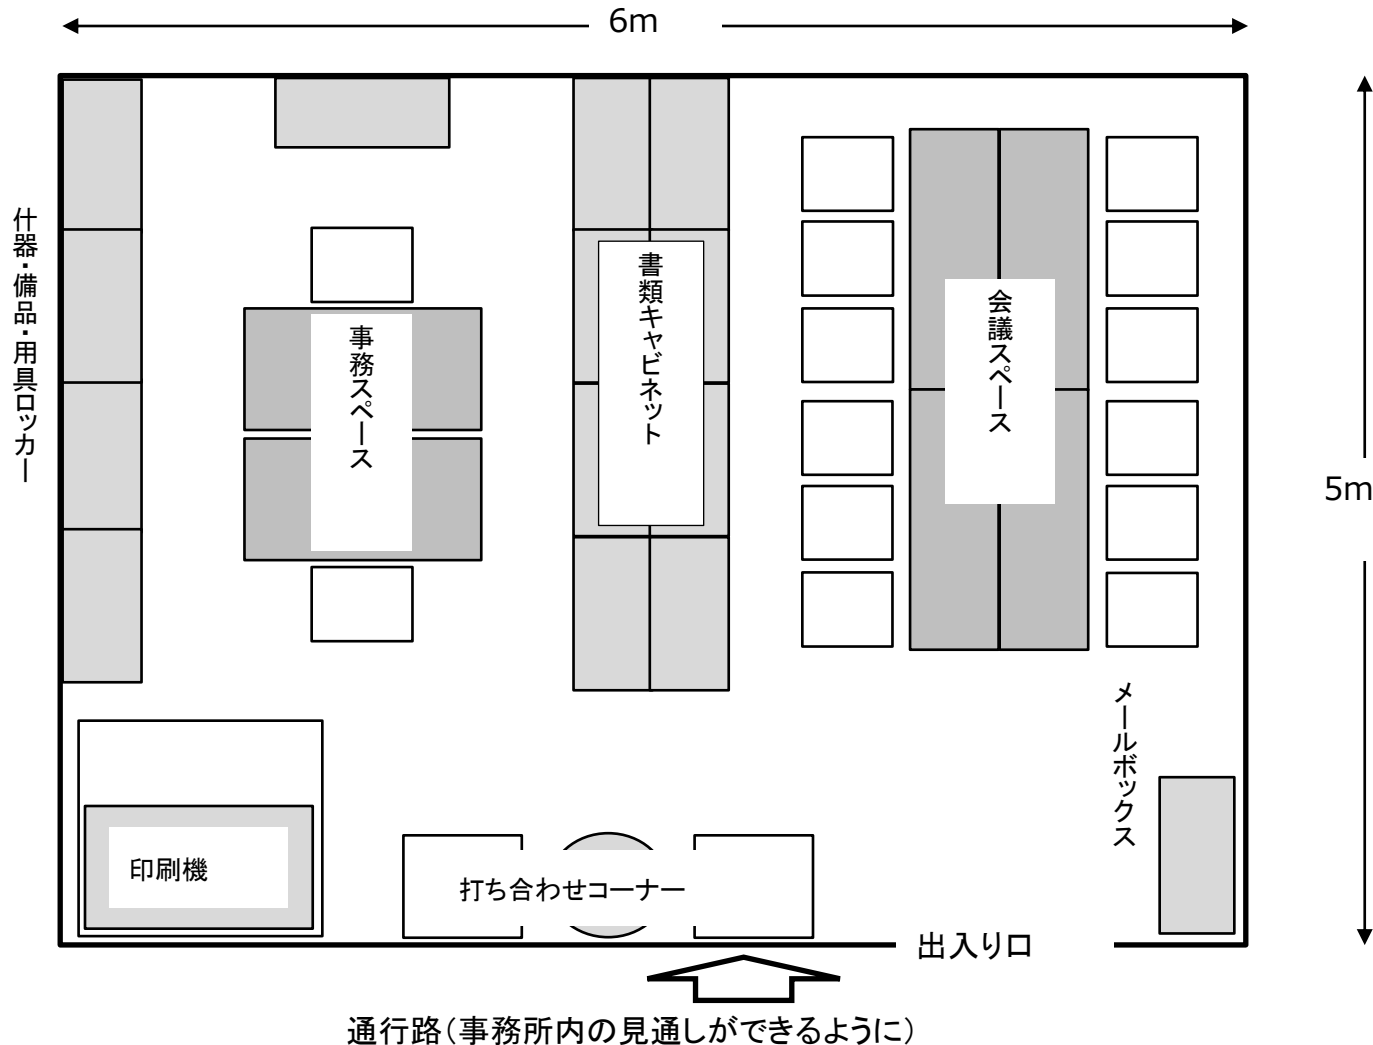 6m
什器・備品・用具ロッカー
事務スペース
書類キャビネット
会議スペース
5m
メールボックス
印刷機
打ち合わせコーナー
出入り口
通行路（事務所内の見通しができるように）